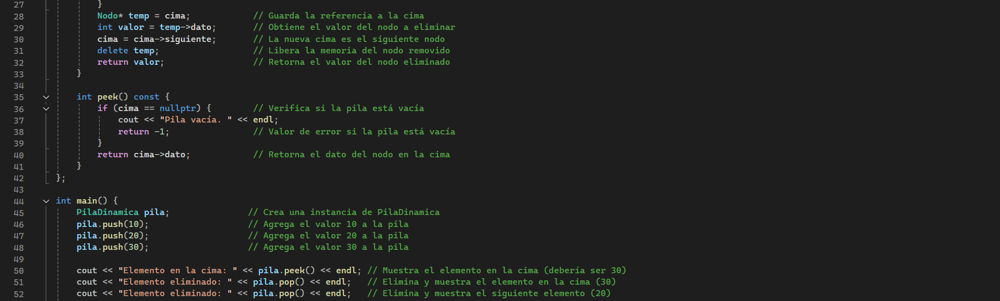 27 }
28 Nodo* temp = cima; // Guarda la referencia a la cima
29 int valor = temp->dato; // Obtiene el valor del nodo a eliminar
30 cima = cima->siguiente; // La nueva cima es el siguiente nodo
31 delete temp; // Libera la memoria del nodo removido
32 return valor; // Retorna el valor del nodo eliminado
33 }
34
35 int peek() const {
36 if (cima == nullptr) { // Verifica si la pila está vacía
37 cout << "Pila vacía. " << endl;
38 return -1; // Valor de error si la pila está vacía
39 }
40 return cima->dato; // Retorna el dato del nodo en la cima
41 }
42 };
43
44 int main() {
45 PilaDinamica pila; // Crea una instancia de PilaDinamica
46 pila.push(10); // Agrega el valor 10 a la pila
47 pila.push(20); // Agrega el valor 20 a la pila
48 pila.push(30); // Agrega el valor 30 a la pila
49
50 cout << "Elemento en la cima: " << pila.peek() << endl; // Muestra el elemento en la cima (debería ser 30)
51 cout << "Elemento eliminado: " << pila.pop() << endl; // Elimina y muestra el elemento en la cima (30)
52 cout << "Elemento eliminado: " << pila.pop() << endl; // Elimina y muestra el siguiente elemento (20)